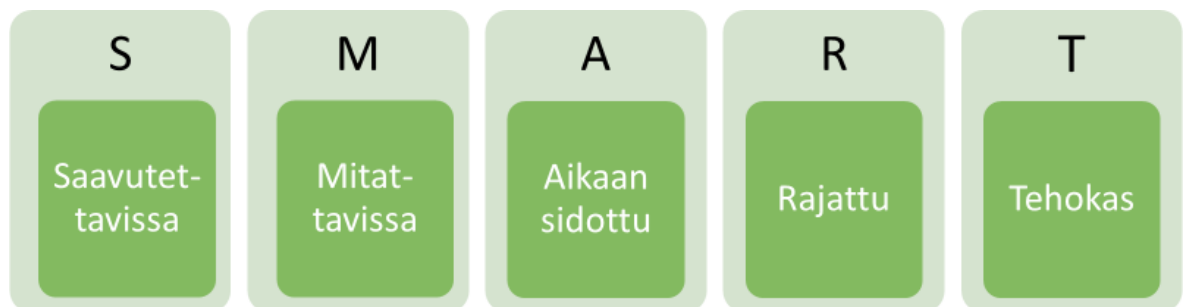 S
Saavutet-
tavissa
M
Mitat-
tavissa
A
Aikaan
sidottu
R
Rajattu
T
Tehokas